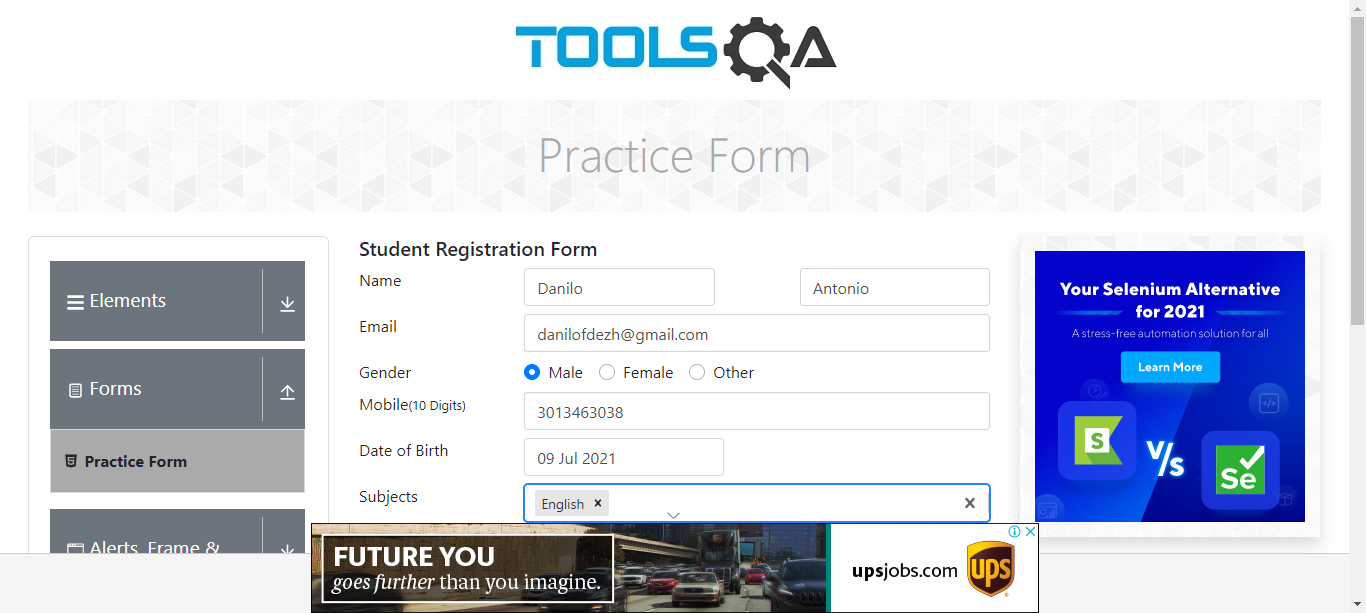 TOOLSQA
Practice Form
Elements
Forms
Practice Form
Alerts, Frame &
Student Registration Form
Name
Danilo
Antonio
Email
danilofdezh@gmail.com
Gender
Male
Female
Other
Mobile(10 Digits)
3013463038
Date of Birth
09 Jul 2021
Subjects
English
Your Selenium Alternative
for 2021
A stress-free automation solution for all
Learn More
S
V/s
Se
FUTURE YOU
goes further than you imagine.
upsjobs.com
ups